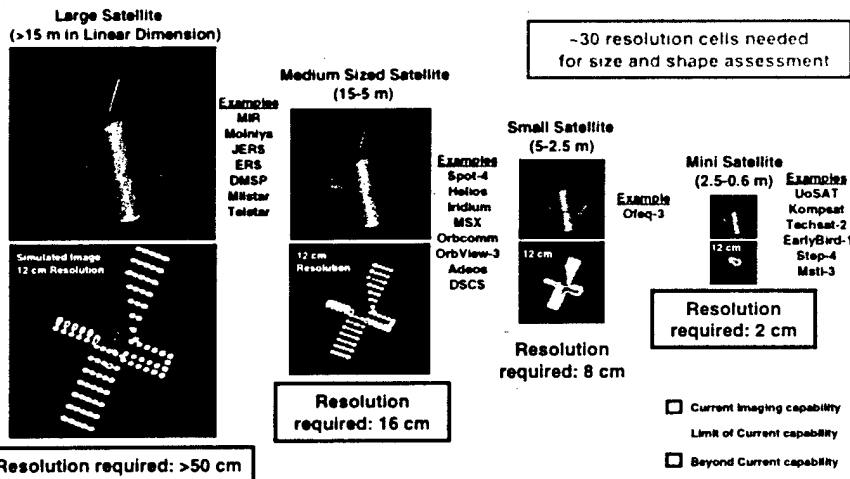 Large Satellite
(>15 m in Linear Dimension)
~30 resolution cells needed
for size and shape assessment
Medium Sized Satellite
(15-5 m)
Examples
MIR
Molniya
JERS
ERS
DMSP
Milstar
Telstar
Small Satellite
(5-2.5 m)
Examples
Spot-4
Helios
Iridium
MSX
Orbcomm
OrbView-3
Adeos
DSCS
Mini Satellite
(2.5-0.6 m)
Example
Ofeq-3
Examples
UoSAT
Kompsat
Techsat-2
EarlyBird-1
Step-4
Msti-3
Simulated Image
12 cm Resolution
12 cm
Resolution
12 cm
12 cm
Resolution
required: 2 cm
Resolution
required: 8 cm
Resolution
required: 16 cm
Resolution required: >50 cm
Current Imaging capability
Limit of Current capability
Beyond Current capability